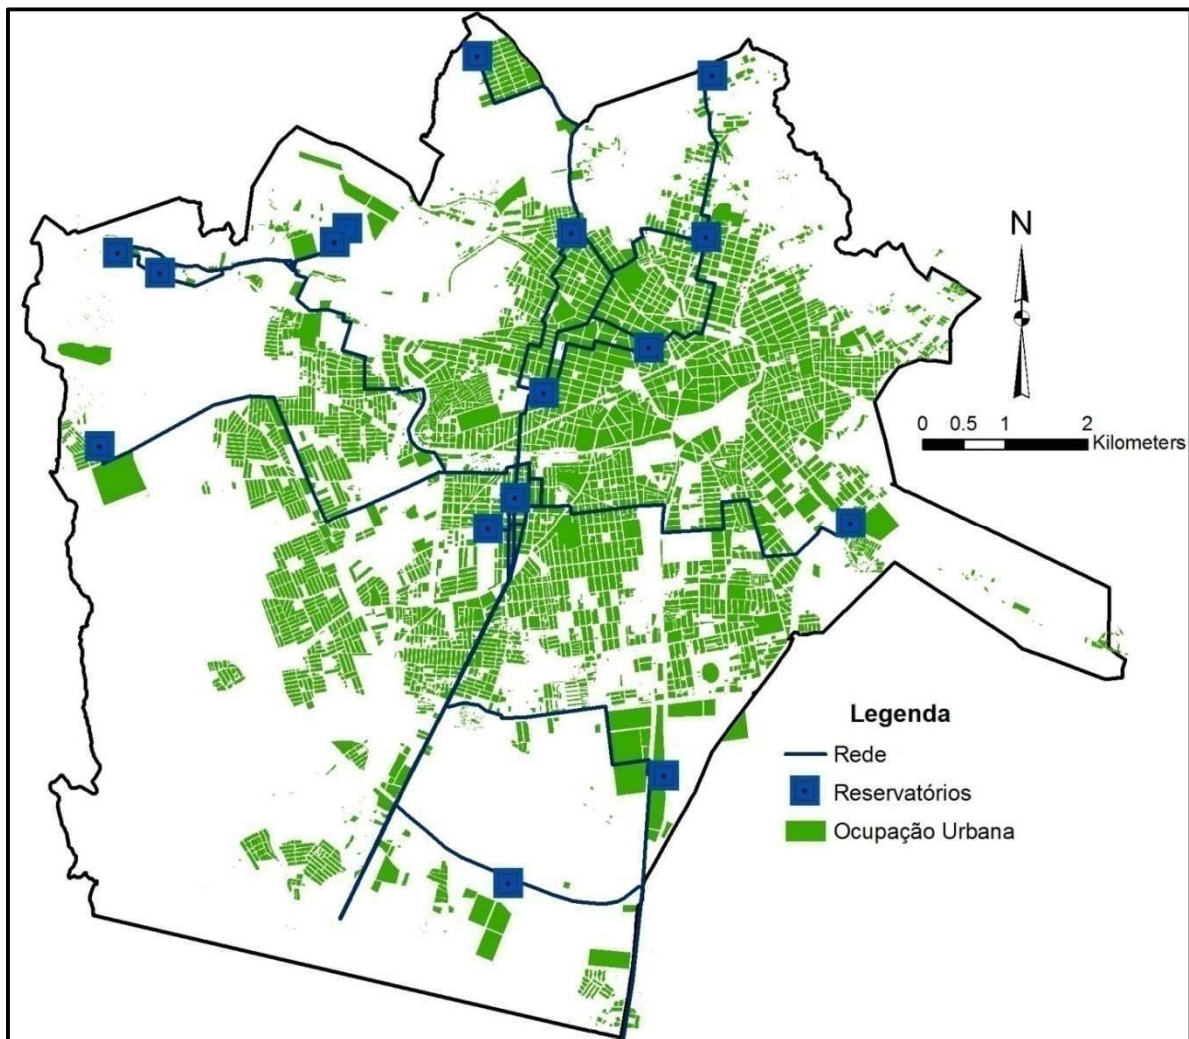 N
0 0.5 1 2
Kilometers
Legenda
Rede
Reservatórios
Ocupação Urbana